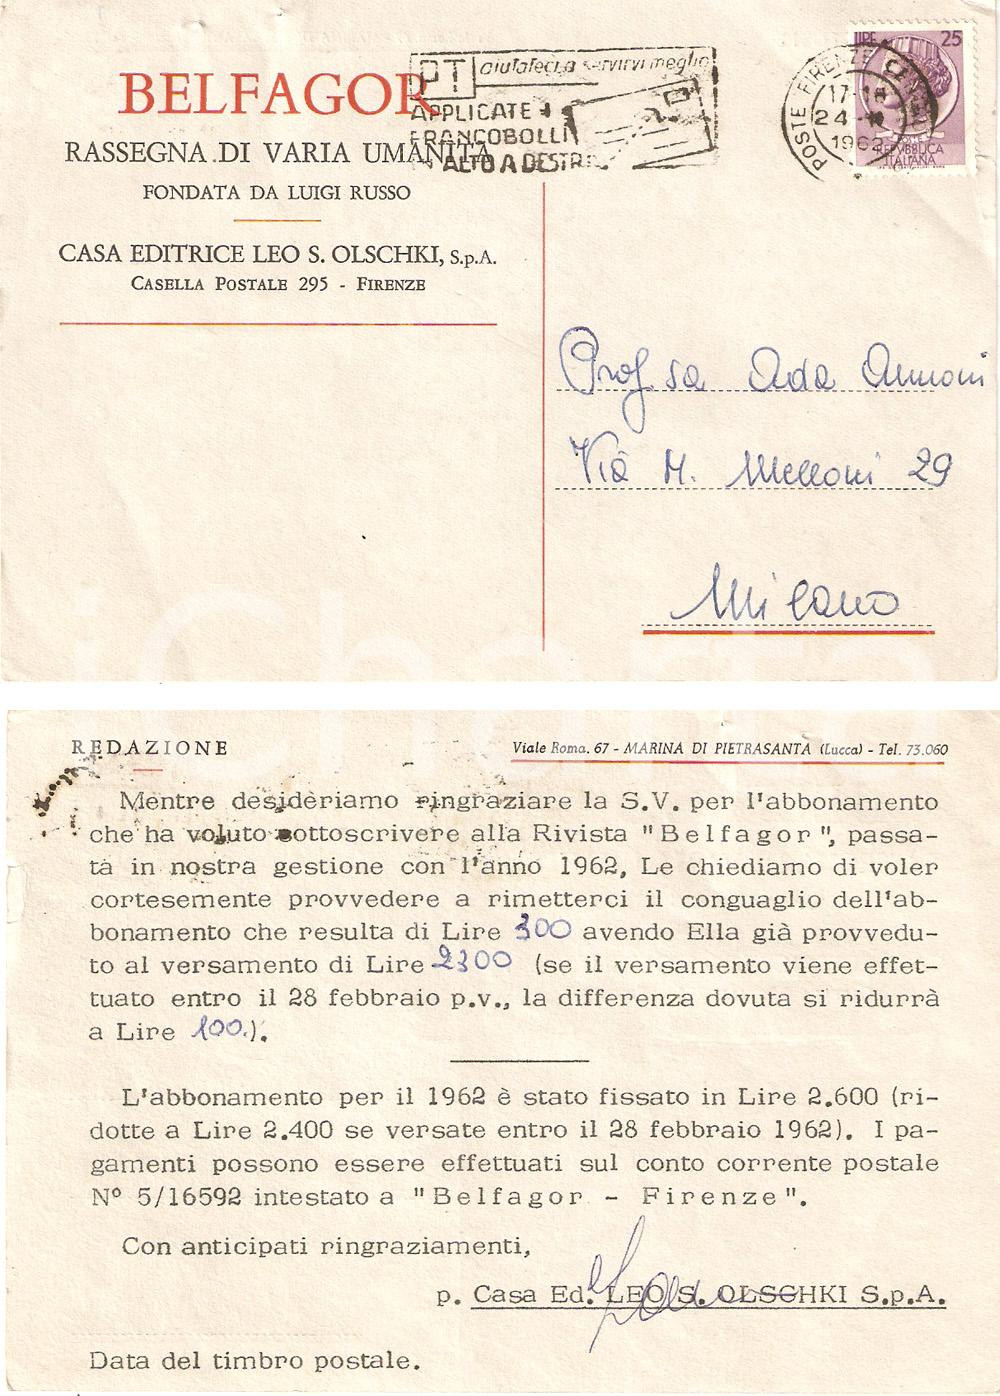 BELFAGOR
RASSEGNA DI VARIA UMANITÀ
FONDATA DA LUIGI RUSSO
CASA EDITRICE LEO S. OLSCHKI, S.p.A.
CASELLA POSTALE 295 - FIRENZE
PT aiutateci a servirvi meglio
APPLICATE I
FRANCOBOLLI
ALTO A DESTR
POSTE FIRENZE
17-18
24
1962
LIRE 25
REPVBBLICA
ITALIANA
Prof.sa Ada Annoni
Via M. Melloni 29
Milano
REDAZIONE
Viale Roma, 67 - MARINA DI PIETRASANTA (Lucca) - Tel. 73.060
Mentre desideriamo ringraziare la S.V. per l'abbonamento
che ha voluto sottoscrivere alla Rivista "Belfagor", passa-
ta in nostra gestione con l'anno 1962, Le chiediamo di voler
cortesemente provvedere a rimetterci il conguaglio dell'ab-
bonamento che resulta di Lire 300 avendo Ella già provvedu-
to al versamento di Lire 2300 (se il versamento viene effet-
tuato entro il 28 febbraio p.v., la differenza dovuta si ridurrà
a Lire 100.).
L'abbonamento per il 1962 è stato fissato in Lire 2.600 (ri-
dotte a Lire 2.400 se versate entro il 28 febbraio 1962). I pa-
gamenti possono essere effettuati sul conto corrente postale
N° 5/16592 intestato a "Belfagor - Firenze".
Con anticipati ringraziamenti,
p. Casa Ed. LEO S. OLSCHKI S.p.A.
Data del timbro postale.